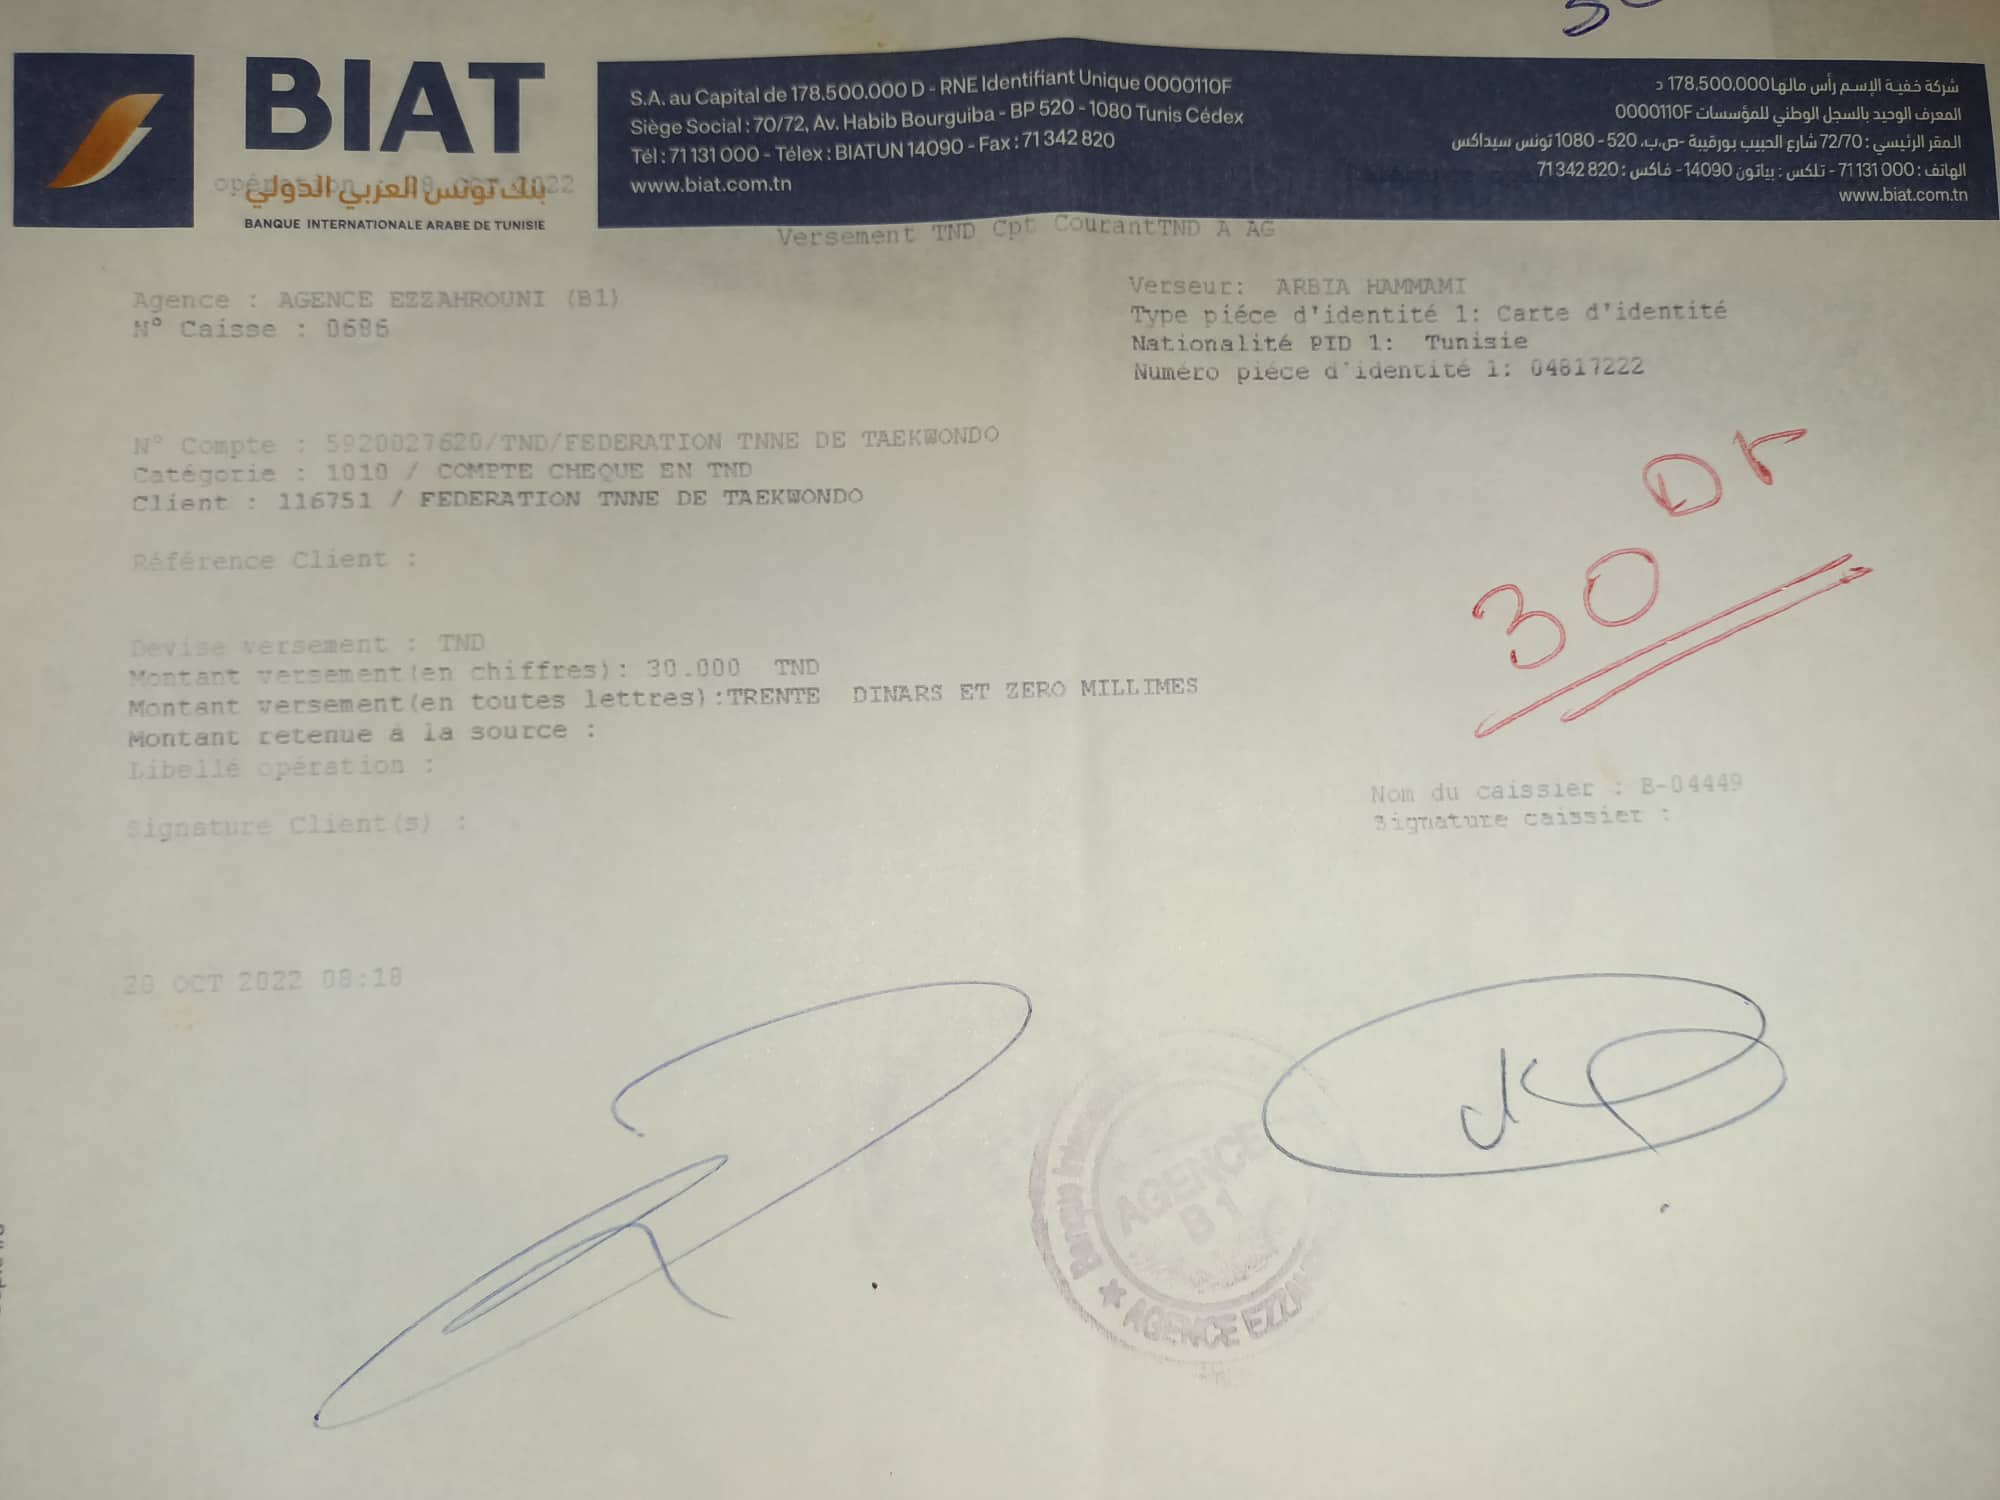 BIAT
بنك تونس العربي الدولي
BANQUE INTERNATIONALE ARABE DE TUNISIE
S.A. au Capital de 178.500.000 D - RNE Identifiant Unique 0000110F
Siège Social : 70/72, Av. Habib Bourguiba - BP 520 - 1080 Tunis Cédex
Tél : 71 131 000 - Télex : BIATUN 14090 - Fax : 71 342 820
www.biat.com.tn
شركة خفية الإسم رأس مالها 178,500,000 د
المعرف الوحيد بالسجل الوطني للمؤسسات 0000110F
المقر الرئيسي : 72/70 شارع الحبيب بورقيبة -ص.ب. 520 - 1080 تونس سيداكس
الهاتف : 71131 000 - تلكس : بياتون 14090- فاكس : 71 342 820
www.biat.com.tn
Versement TND Cpt CourantTND A AG
Agence : AGENCE EZZAHROUNI (B1)
N° Caisse : 0686
Verseur: ARBIA HAMMAMI
Type piéce d'identité 1: Carte d'identité
Nationalité PID 1: Tunisie
Numéro piéce d'identité 1: 04817222
N° Compte : 5920027620/TND/FEDERATION TNNE DE TAEKWONDO
Catégorie : 1010 / COMPTE CHEQUE EN TND
Client : 116751 / FEDERATION TNNE DE TAEKWONDO
Référence Client :
30 DT
Devise versement : TND
Montant versement(en chiffres): 30.000 TND
Montant versement(en toutes lettres):TRENTE DINARS ET ZERO MILLIMES
Montant retenue à la source :
Libellé opération :
Signature Client(s) :
Nom du caissier : B-04449
Signature caissier :
28 OCT 2022 08:18
AGENCE
B 1
AGENCE